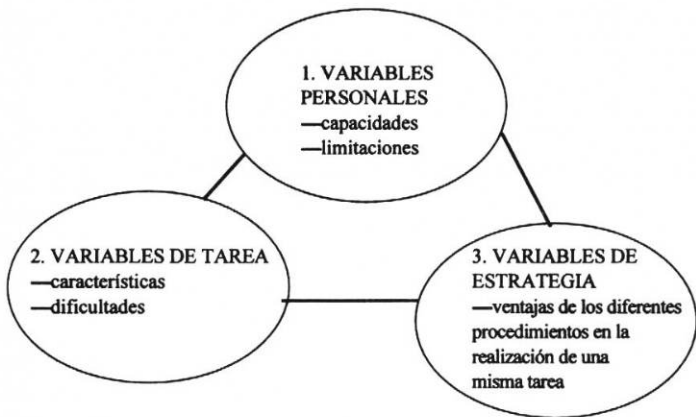 1. VARIABLES
PERSONALES
—capacidades
—limitaciones
2. VARIABLES DE TAREA
—características
—dificultades
3. VARIABLES DE
ESTRATEGIA
—ventajas de los diferentes
procedimientos en la
realización de una
misma tarea